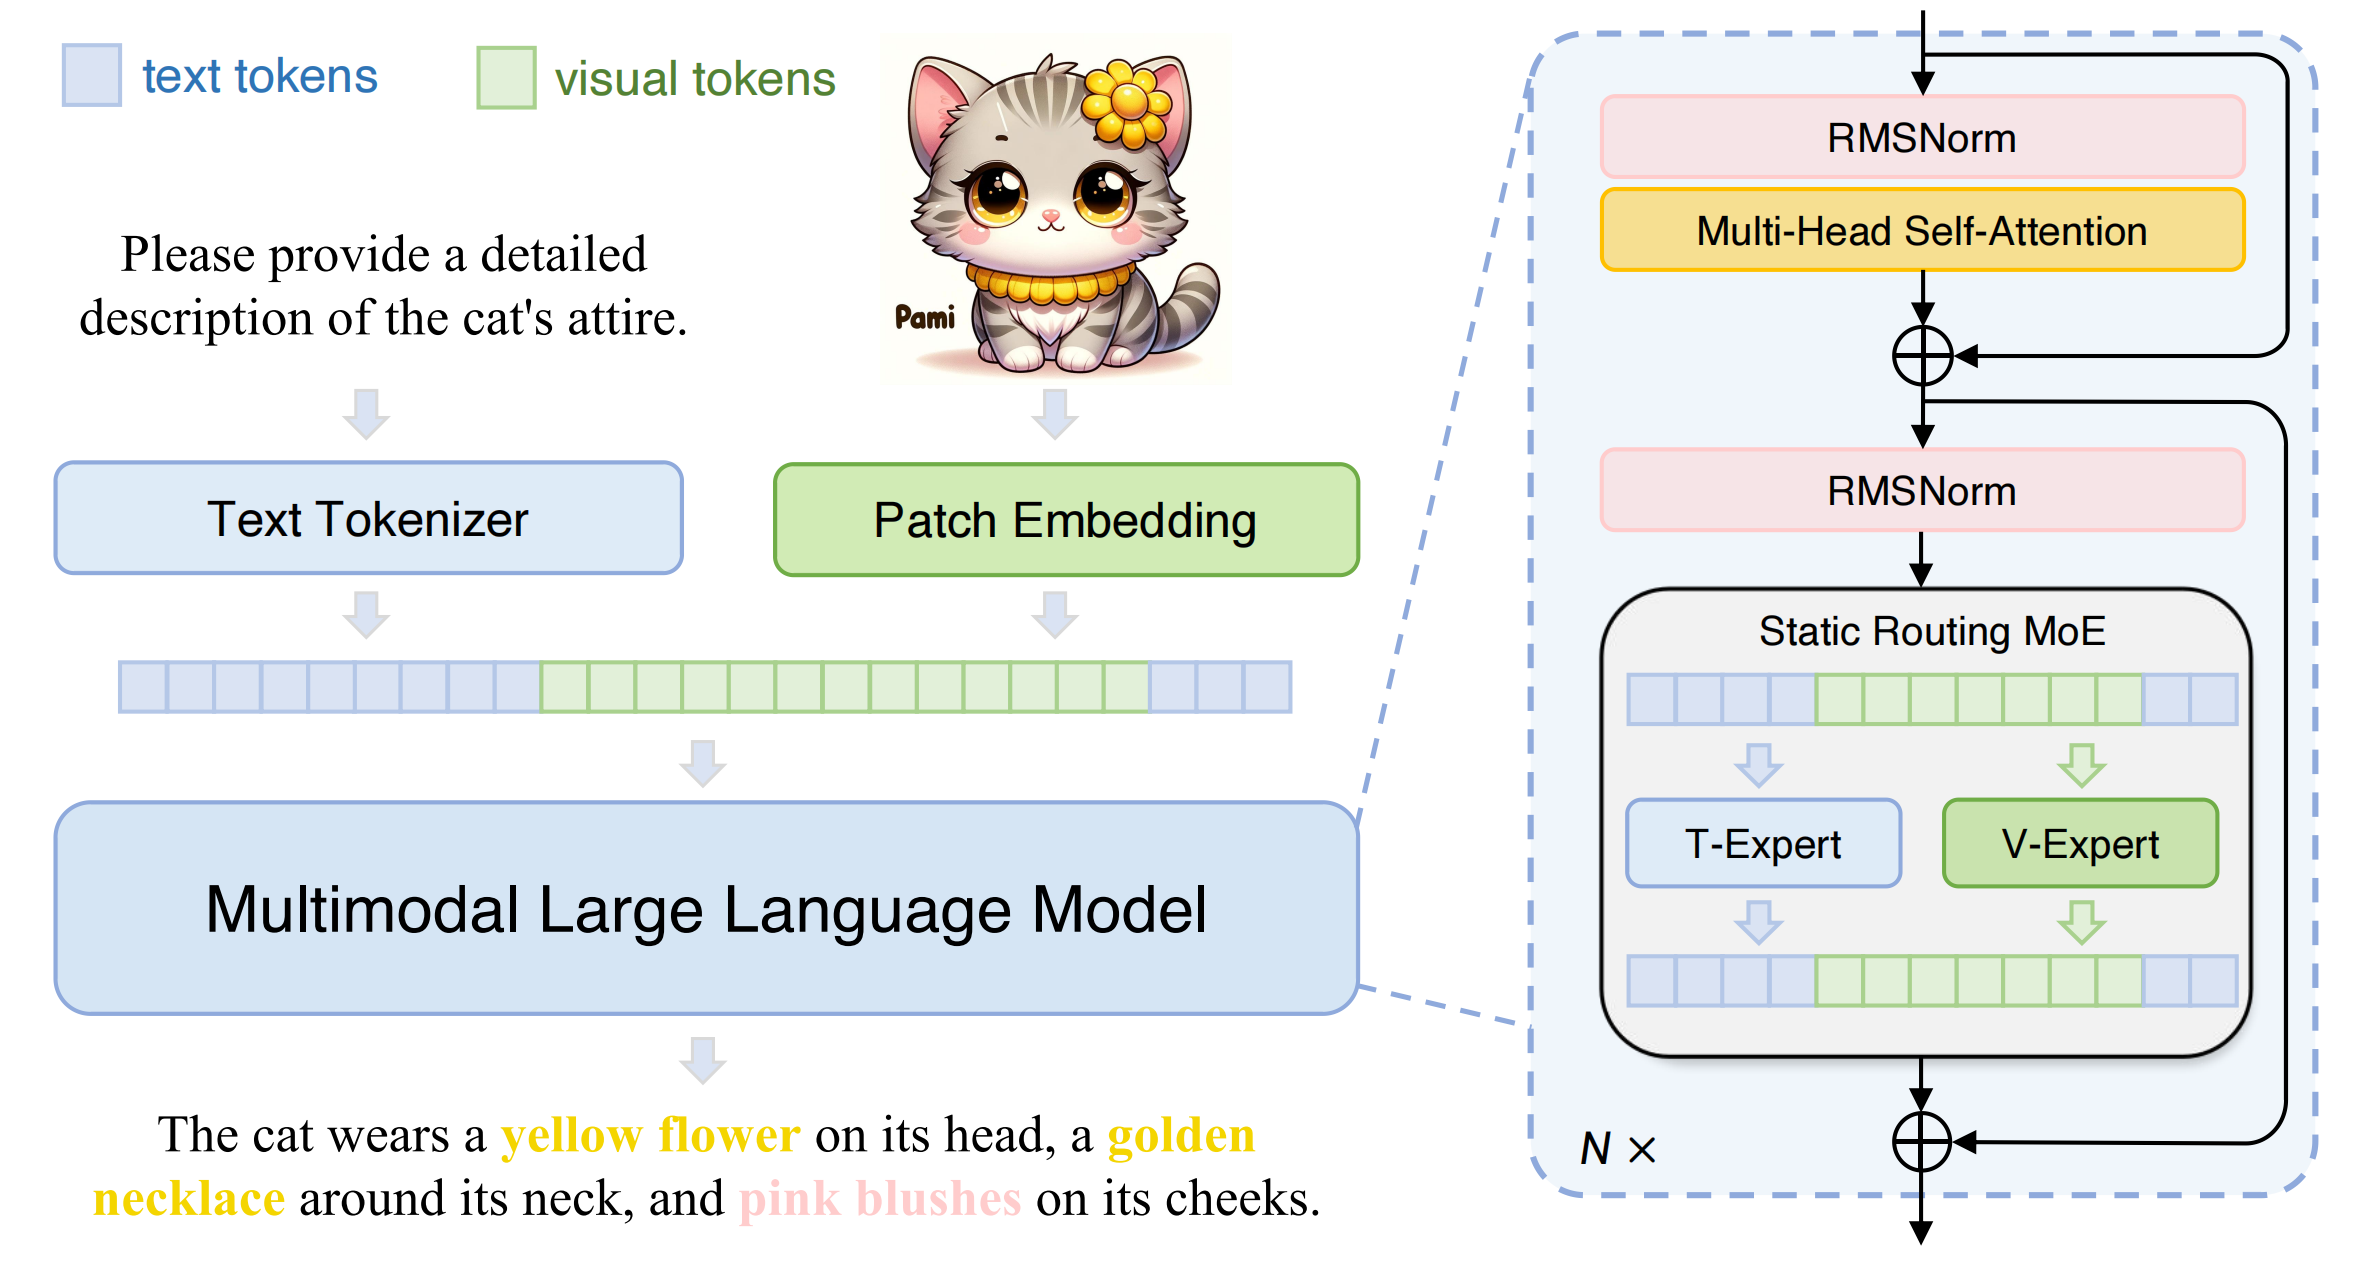 text tokens
visual tokens
Please provide a detailed
description of the cat's attire.
Pami
Text Tokenizer
Patch Embedding
Multimodal Large Language Model
The cat wears a yellow flower on its head, a golden
necklace around its neck, and pink blushes on its cheeks.
RMSNorm
Multi-Head Self-Attention
RMSNorm
Static Routing MoE
T-Expert
V-Expert
N ×